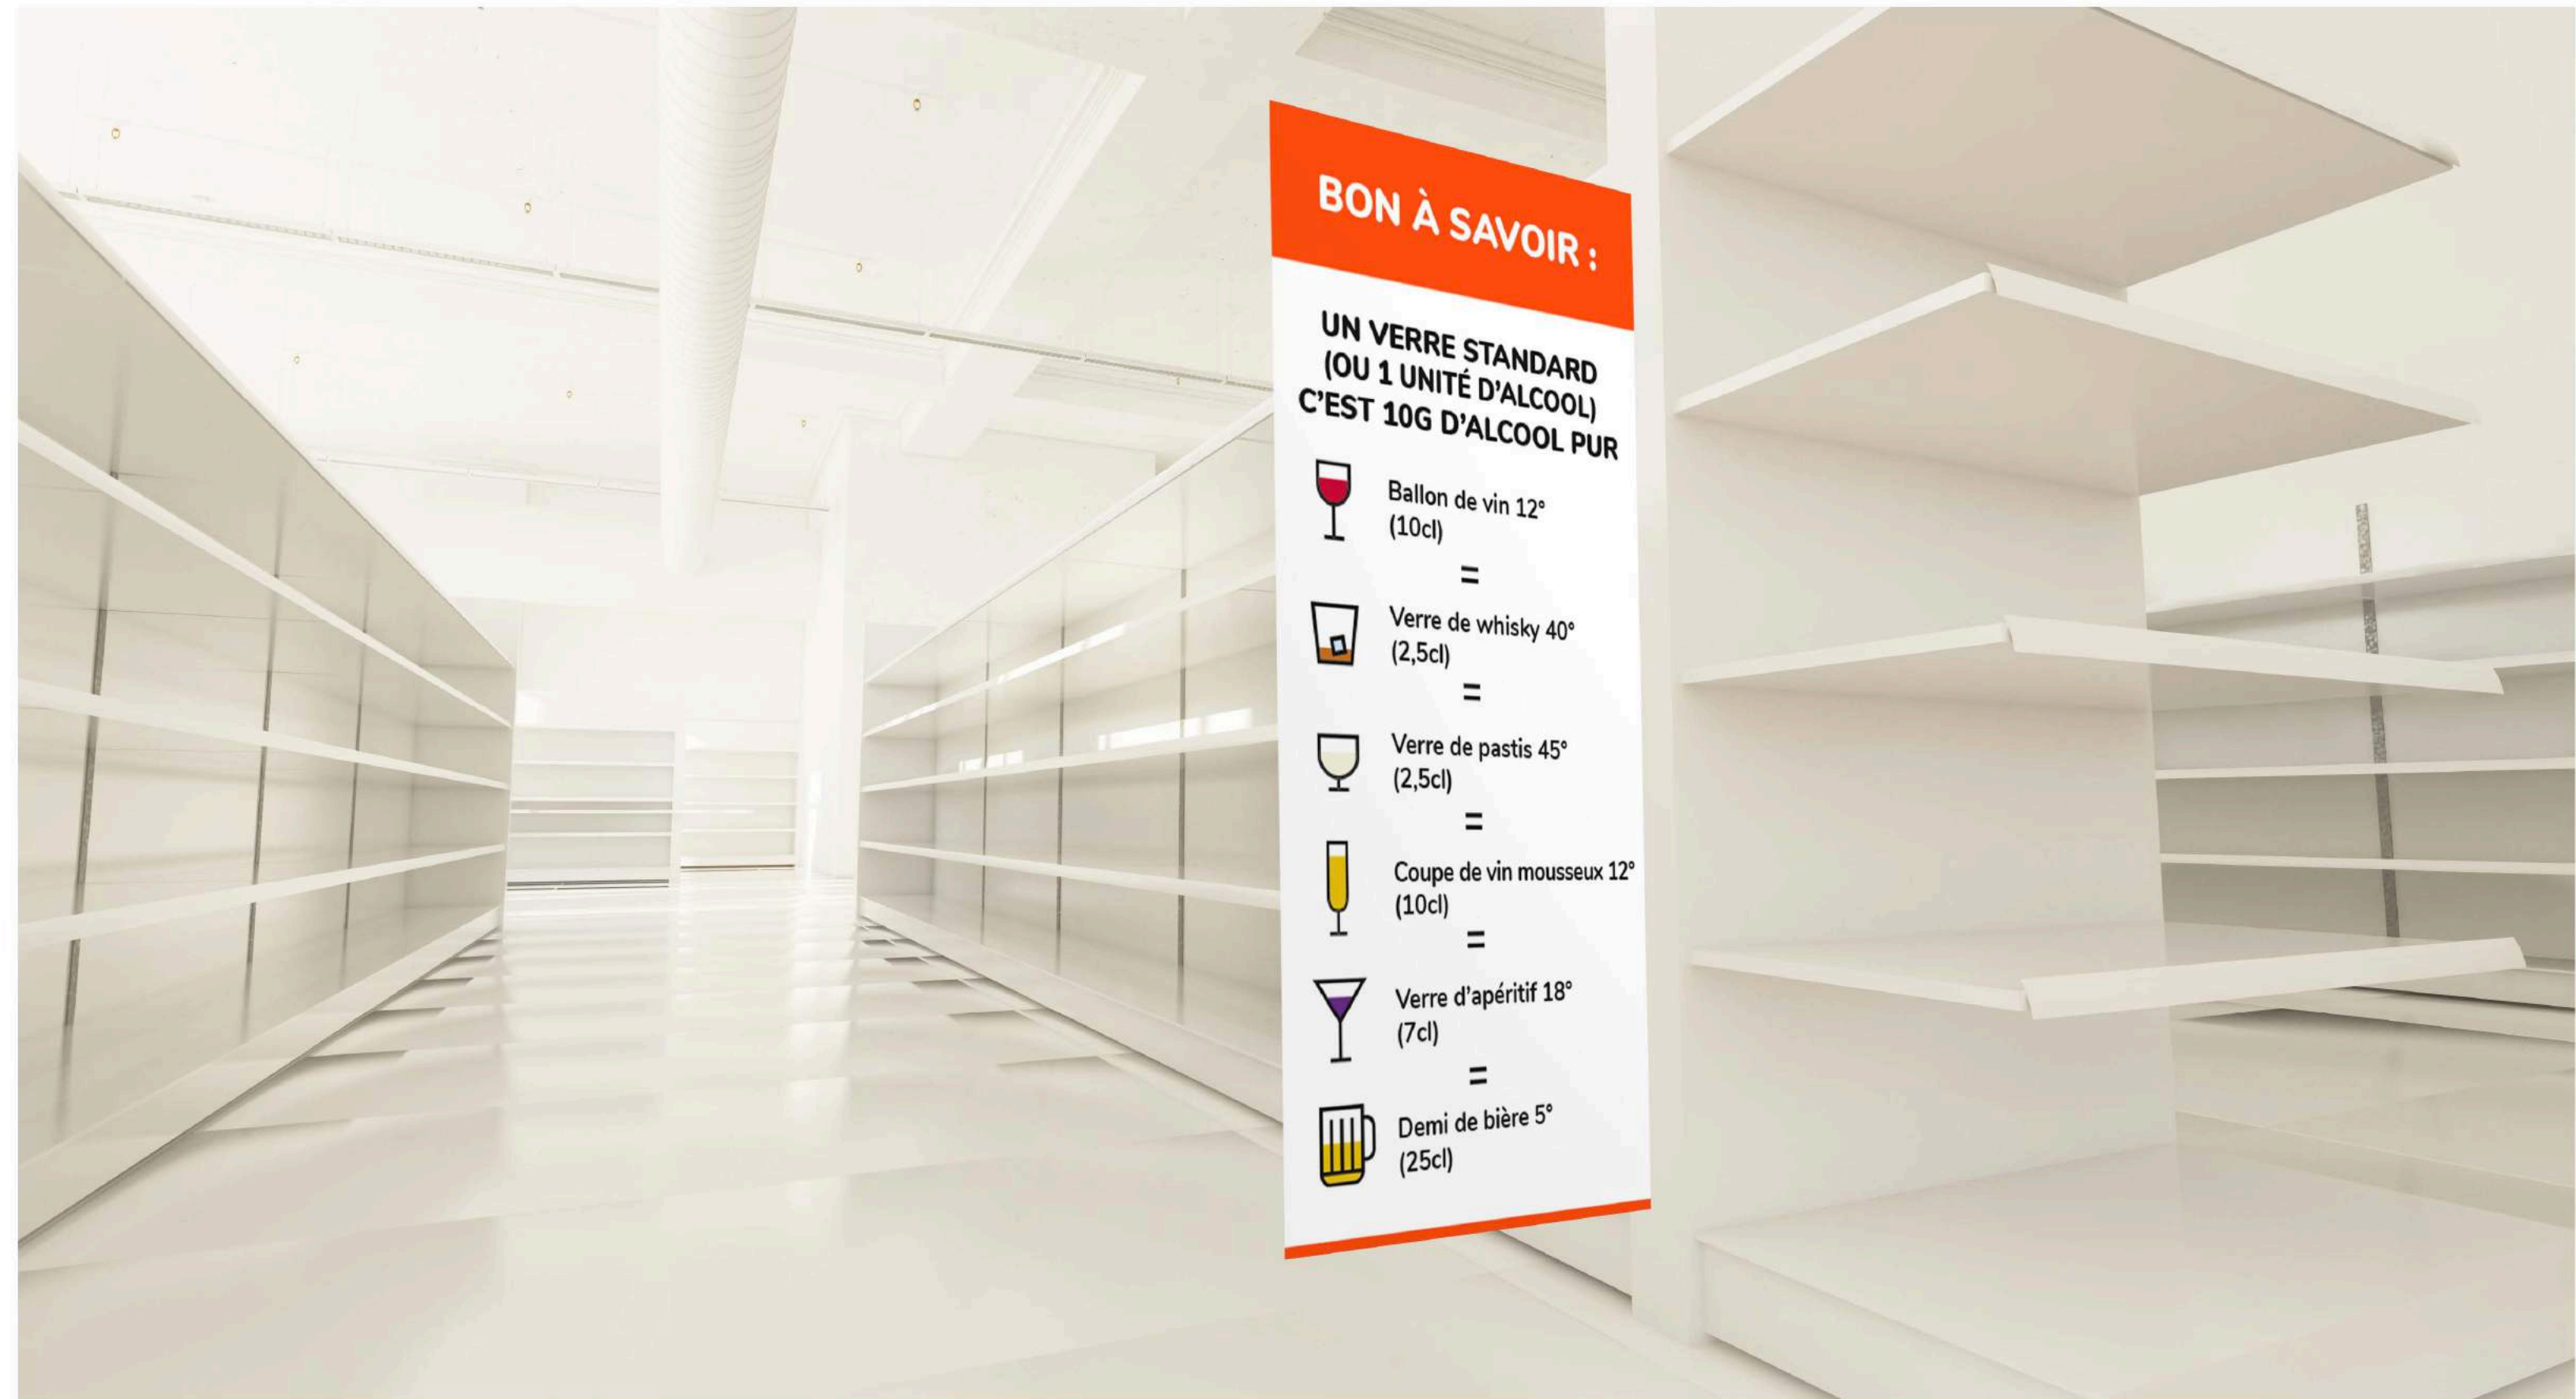 BON À SAVOIR :
UN VERRE STANDARD
(OU 1 UNITÉ D'ALCOOL)
C'EST 10G D'ALCOOL PUR
Ballon de vin 12°
(10cl)
=
Verre de whisky 40°
(2,5cl)
=
Verre de pastis 45°
(2,5cl)
=
Coupe de vin mousseux 12°
(10cl)
=
Verre d'apéritif 18°
(7cl)
=
Demi de bière 5°
(25cl)